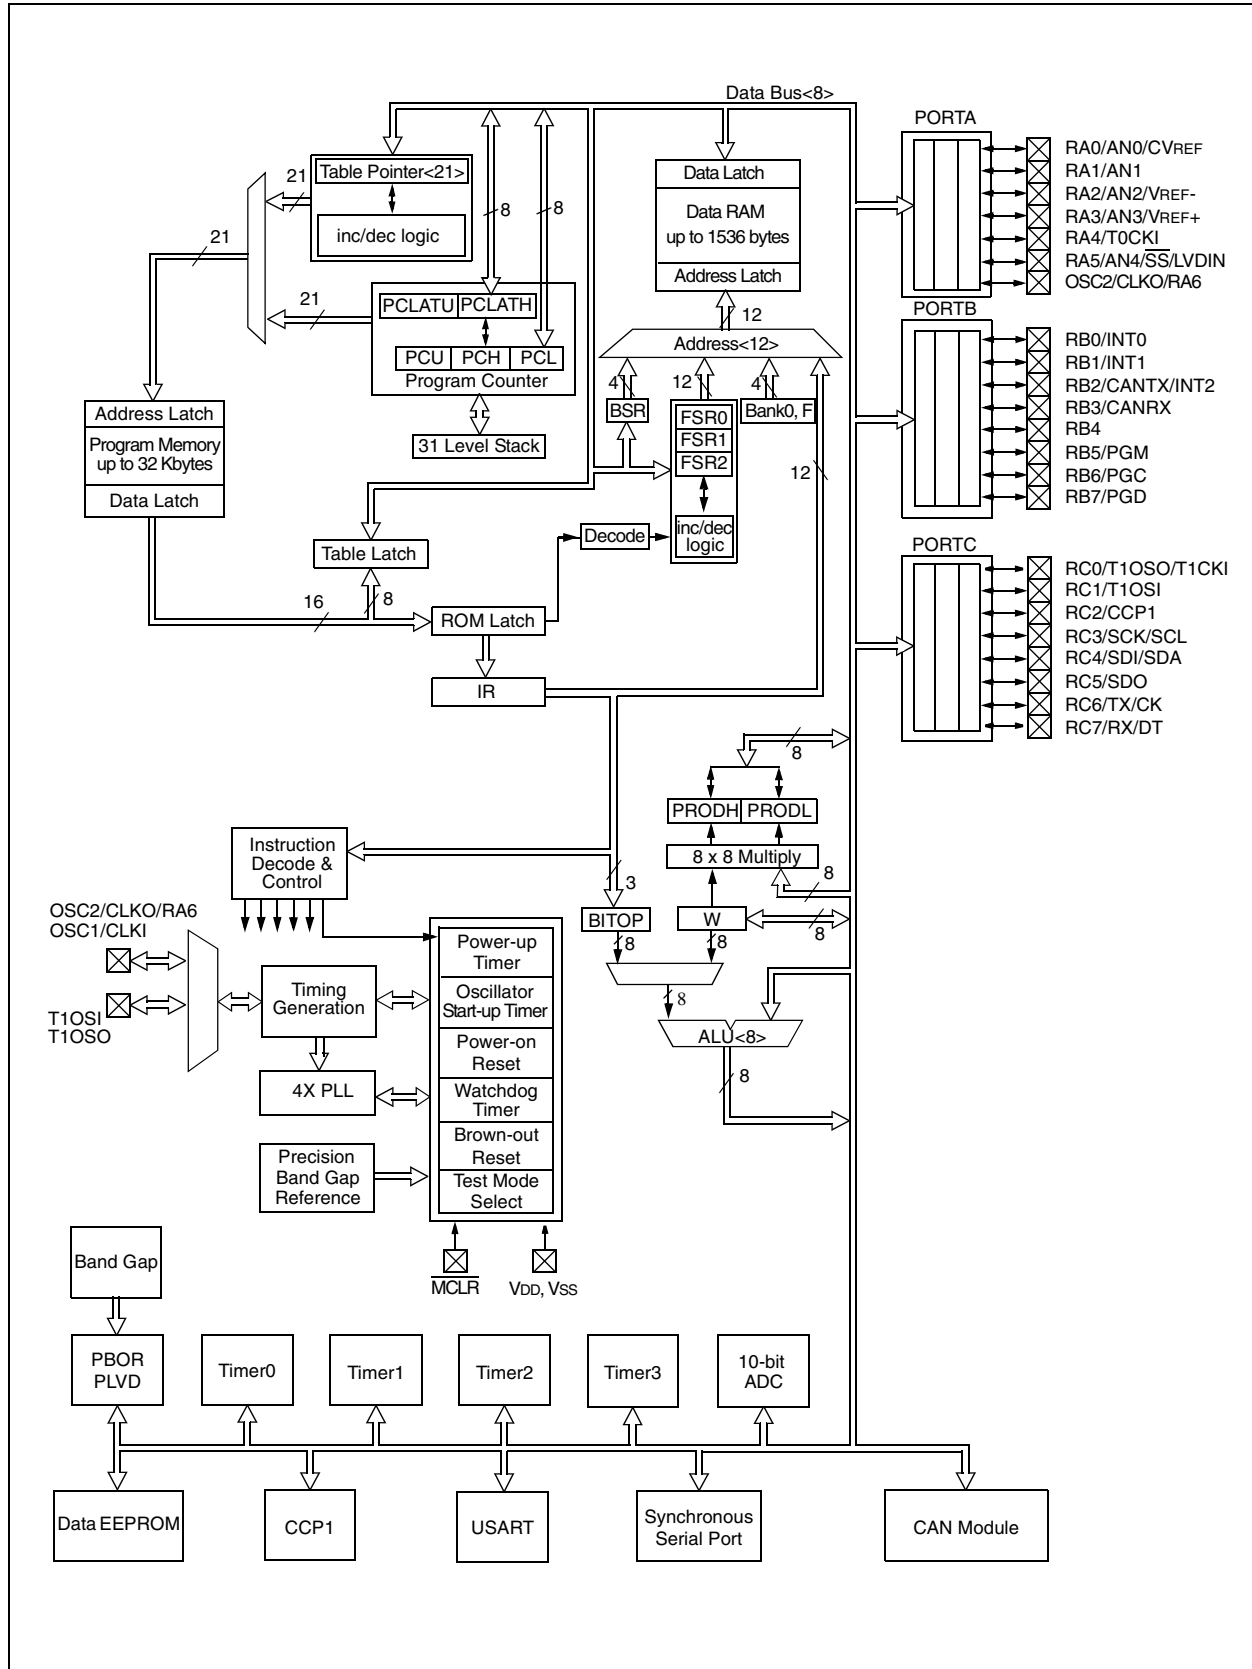 Data Bus<8>
PORTA
RA0/AN0/CVREF
RA1/AN1
RA2/AN2/VREF-
RA3/AN3/VREF+
RA4/T0CKI
RA5/AN4/SS/LVDIN
OSC2/CLKO/RA6
PORTB
RB0/INT0
RB1/INT1
RB2/CANTX/INT2
RB3/CANRX
RB4
RB5/PGM
RB6/PGC
RB7/PGD
PORTC
RC0/T1OSO/T1CKI
RC1/T1OSI
RC2/CCP1
RC3/SCK/SCL
RC4/SDI/SDA
RC5/SDO
RC6/TX/CK
RC7/RX/DT
21
Table Pointer<21>
inc/dec logic
21
8
8
21
PCLATU
PCLATH
PCU
PCH
PCL
Program Counter
31 Level Stack
Data Latch
Data RAM
up to 1536 bytes
Address Latch
12
Address<12>
4
12
4
BSR
FSR0
FSR1
FSR2
inc/dec
logic
Bank0, F
12
Address Latch
Program Memory
up to 32 Kbytes
Data Latch
Table Latch
Decode
16
8
ROM Latch
IR
8
PRODH
PRODL
8 x 8 Multiply
8
3
BITOP
W
8
8
8
8
ALU<8>
8
Instruction
Decode &
Control
OSC2/CLKO/RA6
OSC1/CLKI
T1OSI
T1OSO
Timing
Generation
4X PLL
Precision
Band Gap
Reference
Power-up
Timer
Oscillator
Start-up Timer
Power-on
Reset
Watchdog
Timer
Brown-out
Reset
Test Mode
Select
MCLR
VDD, VSS
Band Gap
PBOR
PLVD
Timer0
Timer1
Timer2
Timer3
10-bit
ADC
Data EEPROM
CCP1
USART
Synchronous
Serial Port
CAN Module